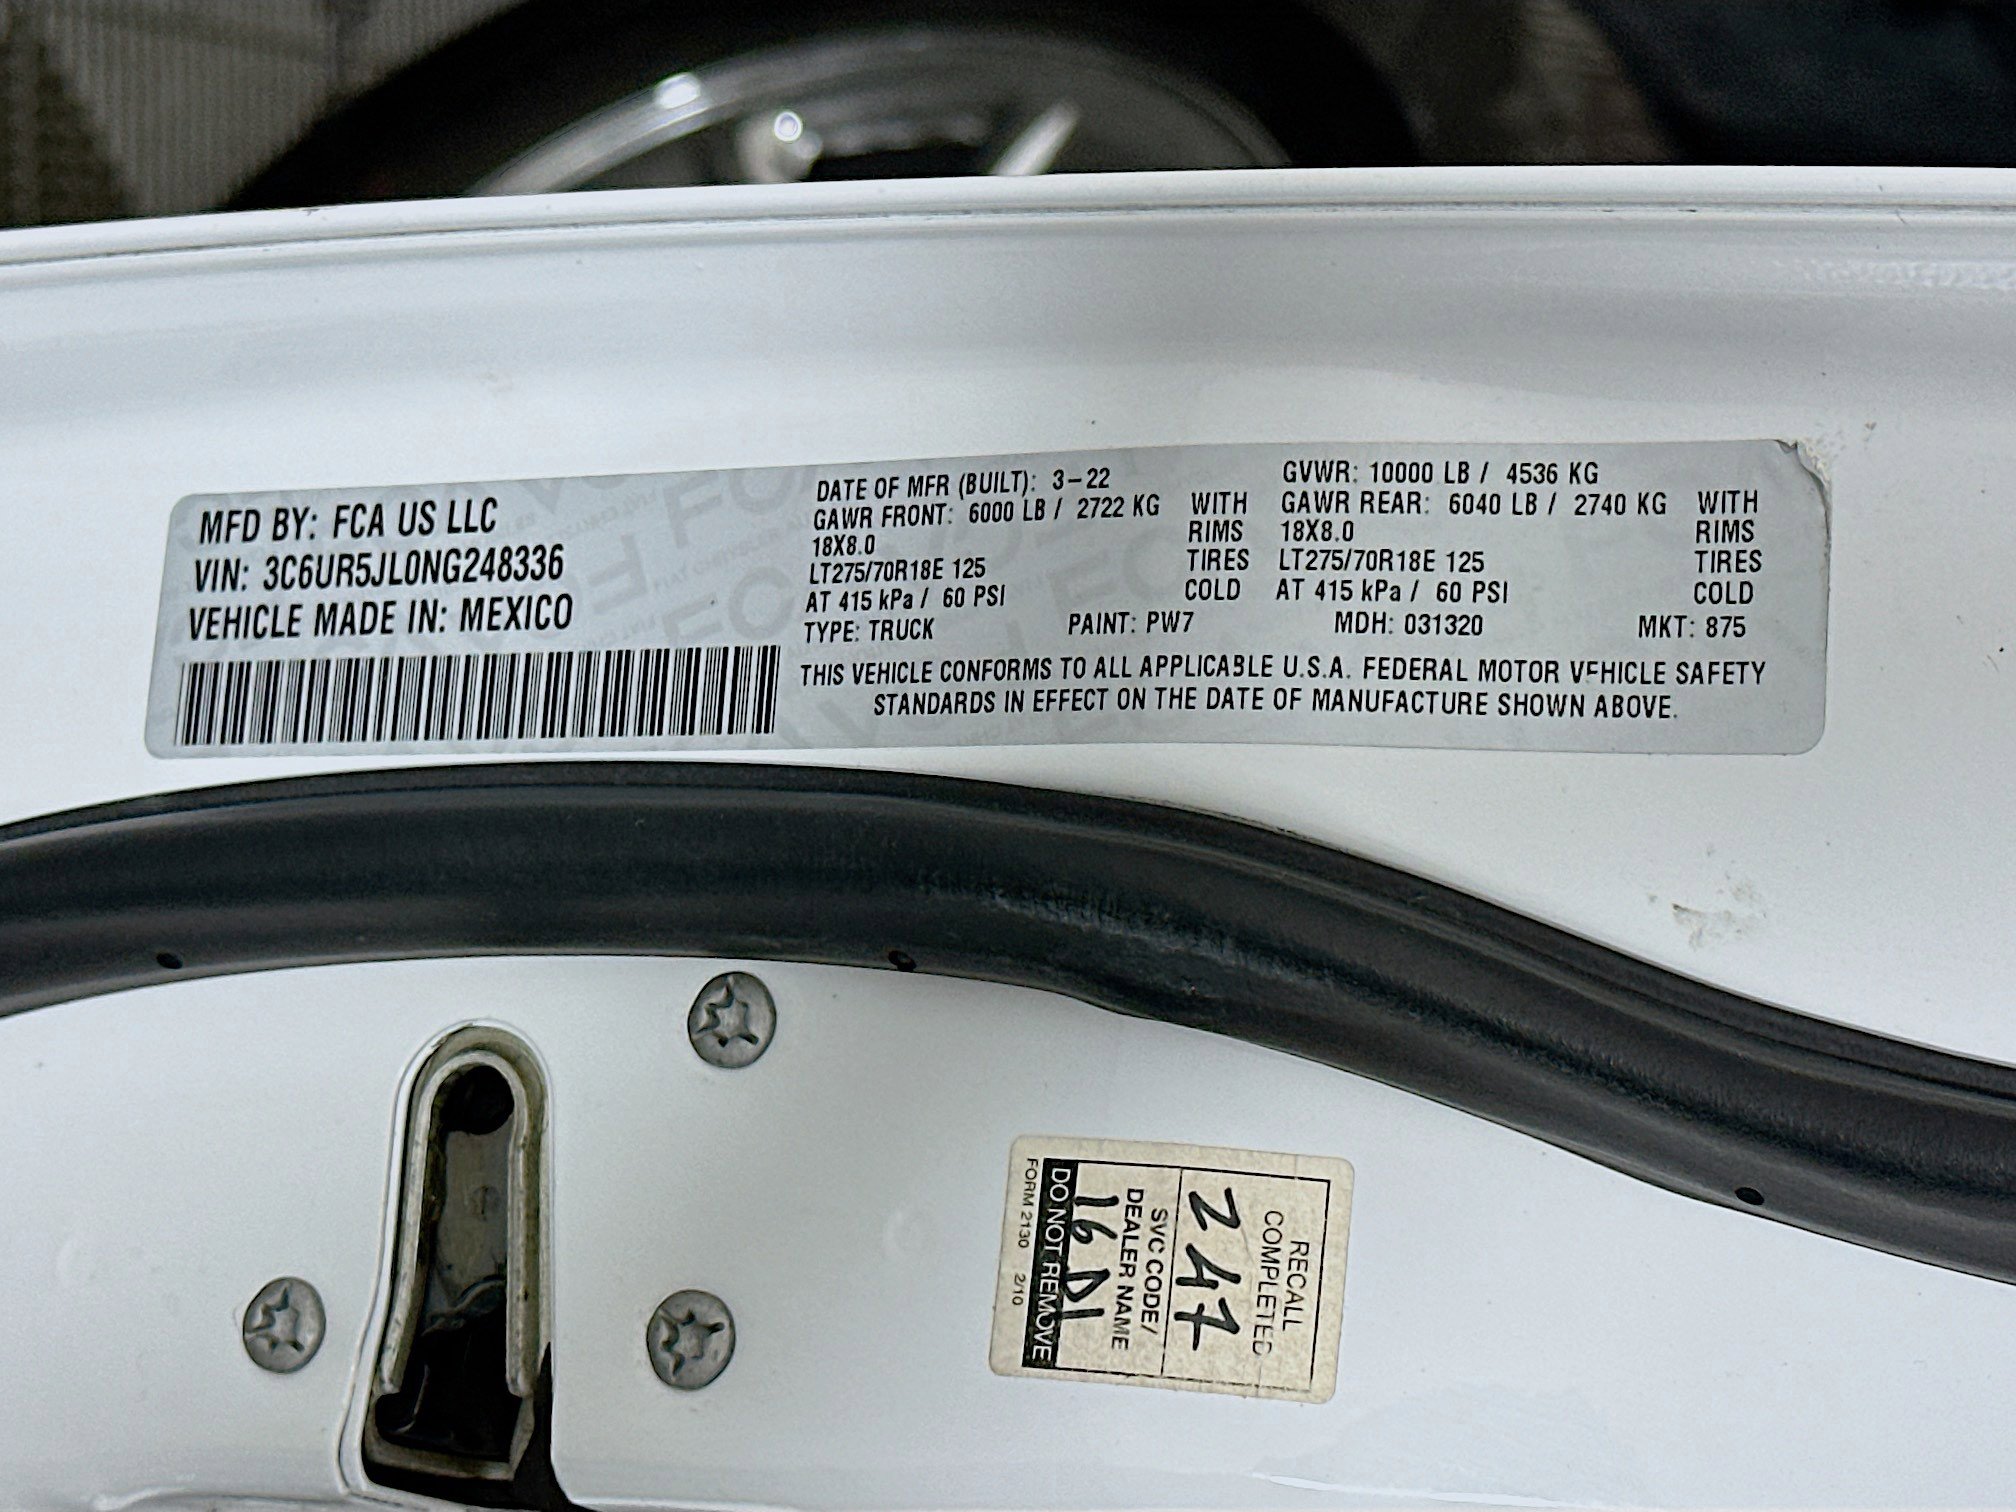 MFD BY: FCA US LLC
VIN: 3C6UR5JL0NG248336
VEHICLE MADE IN: MEXICO
DATE OF MFR (BUILT): 3-22 GVWR: 10000 LB / 4536 KG
GAWR FRONT: 6000 LB / 2722 KG WITH GAWR REAR: 6040 LB / 2740 KG WITH
18X8.0 RIMS 18X8.0 RIMS
LT275/70R18E 125 TIRES LT275/70R18E 125 TIRES
AT 415 kPa / 60 PSI COLD AT 415 kPa / 60 PSI COLD
TYPE: TRUCK PAINT: PW7 MDH: 031320 MKT: 875
THIS VEHICLE CONFORMS TO ALL APPLICABLE U.S.A. FEDERAL MOTOR VEHICLE SAFETY
STANDARDS IN EFFECT ON THE DATE OF MANUFACTURE SHOWN ABOVE.
RECALL
COMPLETED
247
SVC CODE/
DEALER NAME
16 D1
DO NOT REMOVE
FORM 2130 2/10